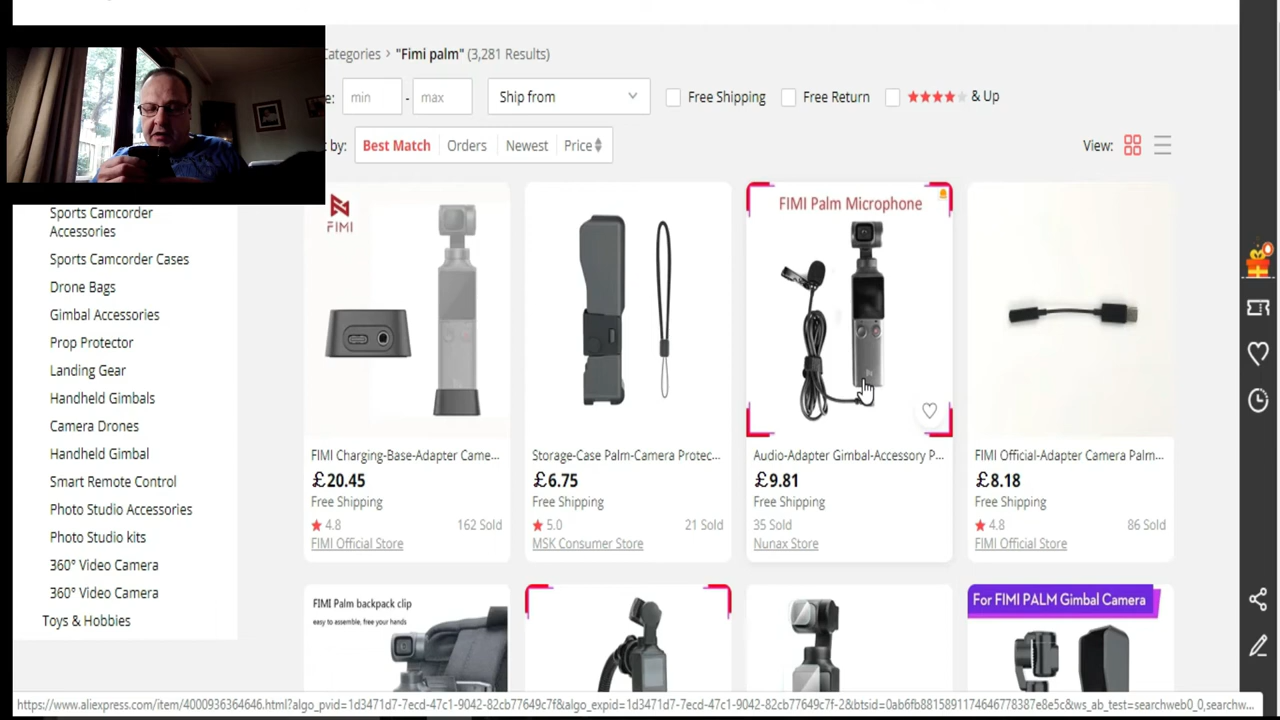 Categories > "Fimi palm" (3,281 Results)
min - max
Ship from
Free Shipping
Free Return
& Up
by:
Best Match
Orders
Newest
Price
View:
Sports Camcorder
Accessories
Sports Camcorder Cases
Drone Bags
Gimbal Accessories
Prop Protector
Landing Gear
Handheld Gimbals
Camera Drones
Handheld Gimbal
Smart Remote Control
Photo Studio Accessories
Photo Studio kits
360° Video Camera
360° Video Camera
Toys & Hobbies
FIMI
FIMI Charging-Base-Adapter Came...
£20.45
Free Shipping
4.8
162 Sold
FIMI Official Store
Storage-Case Palm-Camera Protec...
£6.75
Free Shipping
5.0
21 Sold
MSK Consumer Store
FIMI Palm Microphone
Audio-Adapter Gimbal-Accessory P...
£9.81
Free Shipping
35 Sold
Nunax Store
FIMI Official-Adapter Camera Palm...
£8.18
Free Shipping
4.8
86 Sold
FIMI Official Store
FIMI Palm backpack clip
easy to assemble, free your hands
For FIMI PALM Gimbal Camera